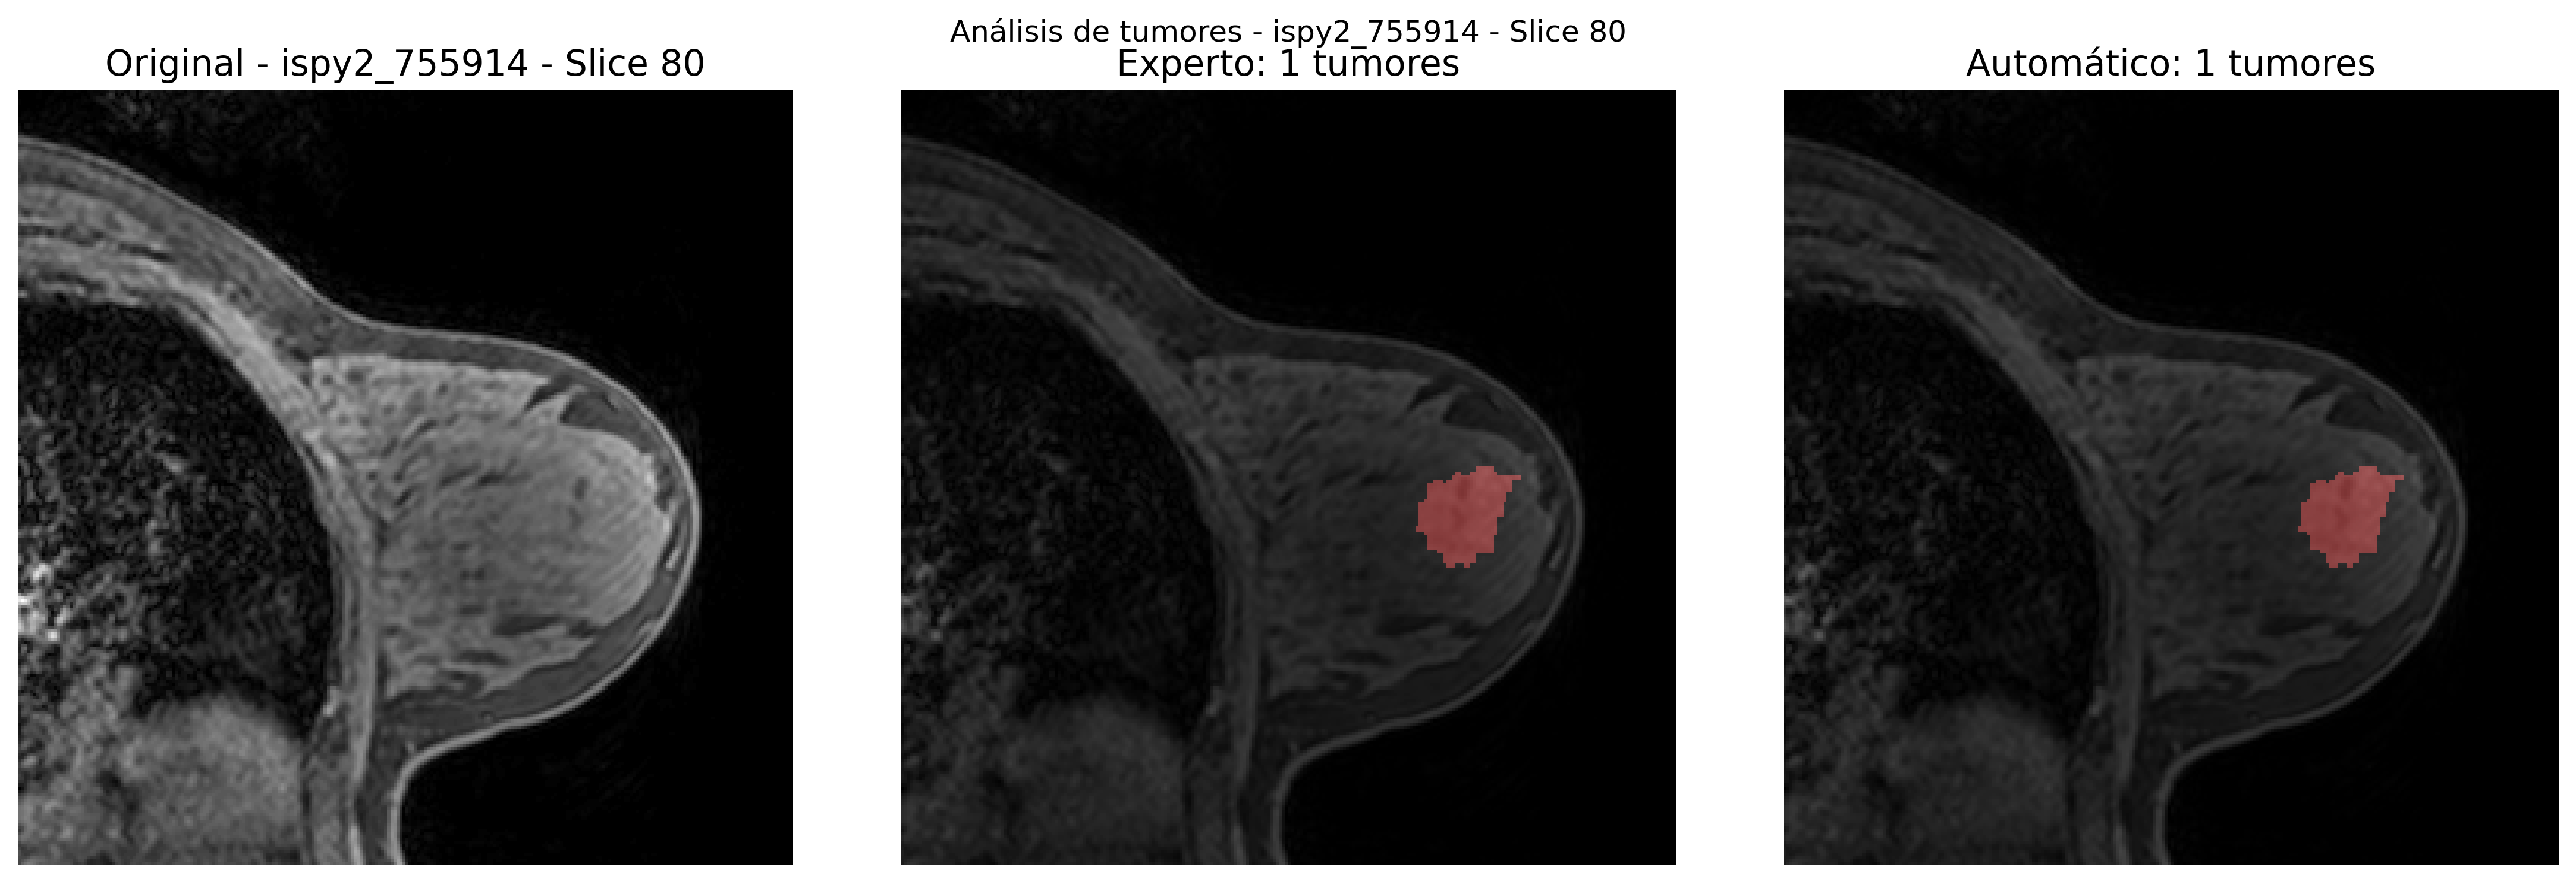 Análisis de tumores - ispy2_755914 - Slice 80
Original - ispy2_755914 - Slice 80
Experto: 1 tumores
Automático: 1 tumores